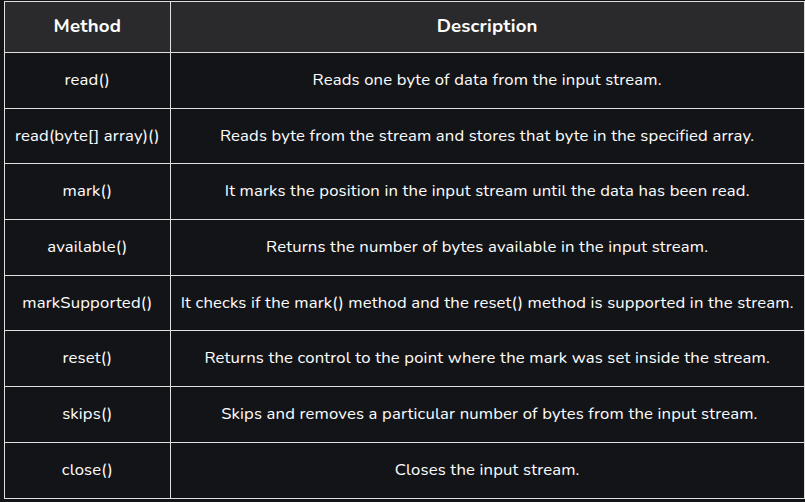 Method Description
read() Reads one byte of data from the input stream.
read(byte[] array)() Reads byte from the stream and stores that byte in the specified array.
mark() It marks the position in the input stream until the data has been read.
available() Returns the number of bytes available in the input stream.
markSupported() It checks if the mark() method and the reset() method is supported in the stream.
reset() Returns the control to the point where the mark was set inside the stream.
skips() Skips and removes a particular number of bytes from the input stream.
close() Closes the input stream.